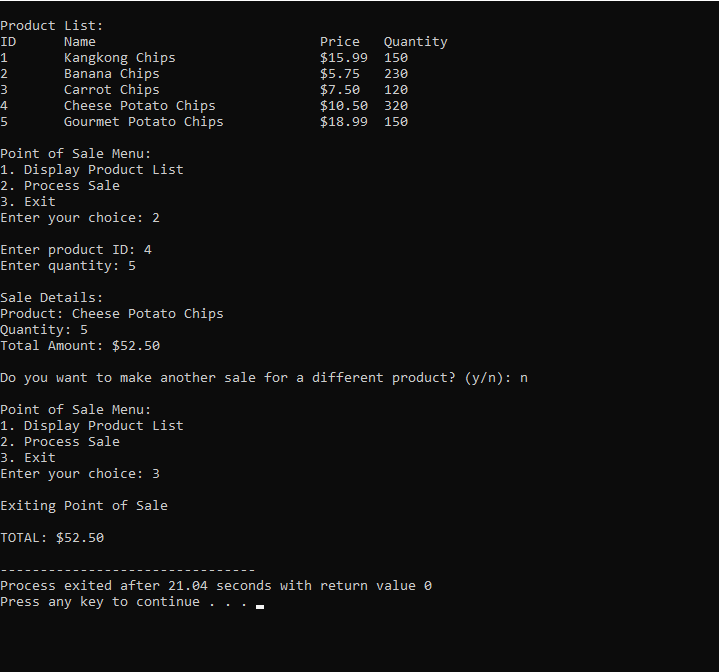 Product List:
ID      Name                            Price   Quantity
1       Kangkong Chips                  $15.99  150
2       Banana Chips                    $5.75   230
3       Carrot Chips                    $7.50   120
4       Cheese Potato Chips             $10.50  320
5       Gourmet Potato Chips            $18.99  150

Point of Sale Menu:
1. Display Product List
2. Process Sale
3. Exit
Enter your choice: 2

Enter product ID: 4
Enter quantity: 5

Sale Details:
Product: Cheese Potato Chips
Quantity: 5
Total Amount: $52.50

Do you want to make another sale for a different product? (y/n): n

Point of Sale Menu:
1. Display Product List
2. Process Sale
3. Exit
Enter your choice: 3

Exiting Point of Sale

TOTAL: $52.50

--------------------------------
Process exited after 21.04 seconds with return value 0
Press any key to continue . . .